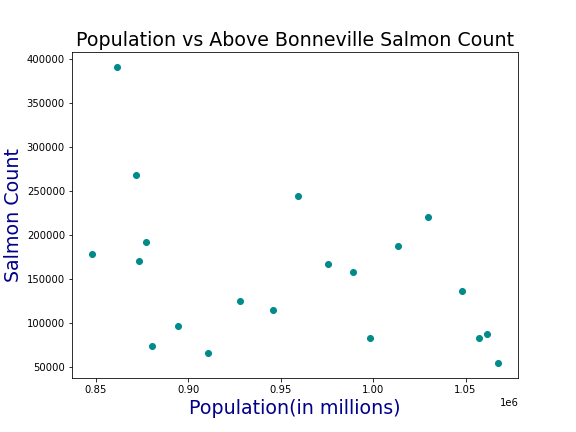 Population vs Above Bonneville Salmon Count
400000
350000
300000
250000
200000
150000
100000
50000
Salmon Count
0.85 0.90 0.95 1.00 1.05
1e6
Population(in millions)